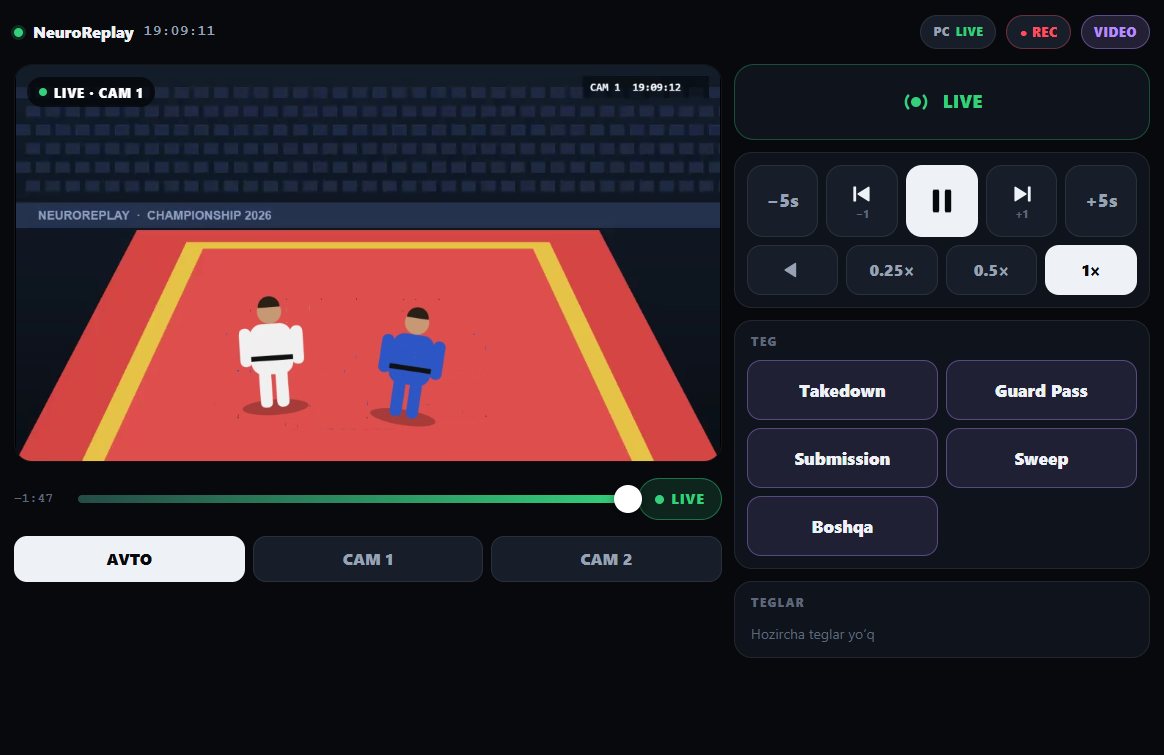 NeuroReplay 19:09:11
PC LIVE
● REC
VIDEO
LIVE · CAM 1
CAM 1 19:09:12
NEUROREPLAY · CHAMPIONSHIP 2026
−1:47
LIVE
AVTO
CAM 1
CAM 2
LIVE
−5s
−1
+1
+5s
0.25×
0.5×
1×
TEG
Takedown
Guard Pass
Submission
Sweep
Boshqa
TEGLAR
Hozircha teglar yo‘q